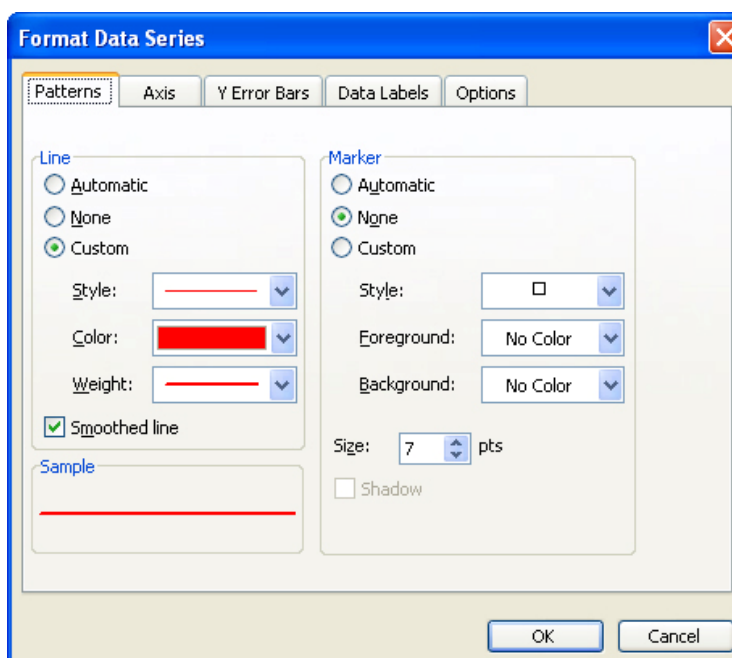 Format Data Series
Patterns Axis Y Error Bars Data Labels Options
Line
Automatic
None
Custom
Style:
Color:
Weight:
Smoothed line
Sample
Marker
Automatic
None
Custom
Style:
Foreground: No Color
Background: No Color
Size: 7 pts
Shadow
OK Cancel